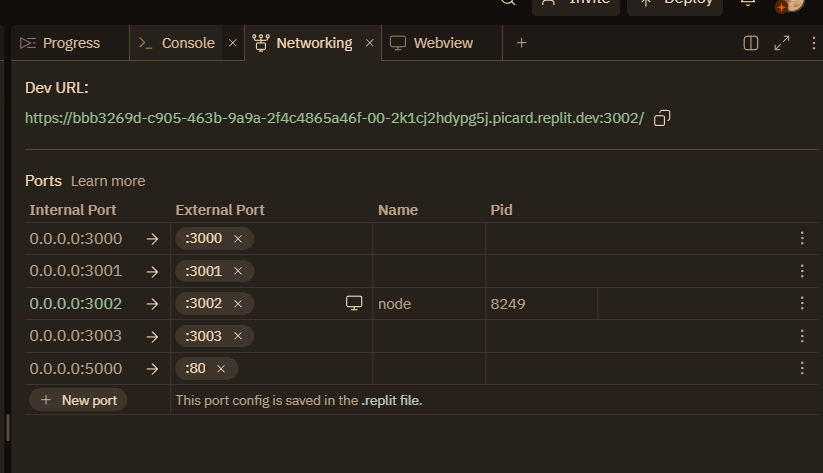 Invite Deploy
Progress Console Networking Webview
Dev URL:
https://bbb3269d-c905-463b-9a9a-2f4c4865a46f-00-2k1cj2hdypg5j.picard.replit.dev:3002/
Ports Learn more
Internal Port External Port Name Pid
0.0.0.0:3000 → :3000
0.0.0.0:3001 → :3001
0.0.0.0:3002 → :3002 node 8249
0.0.0.0:3003 → :3003
0.0.0.0:5000 → :80
+ New port This port config is saved in the .replit file.